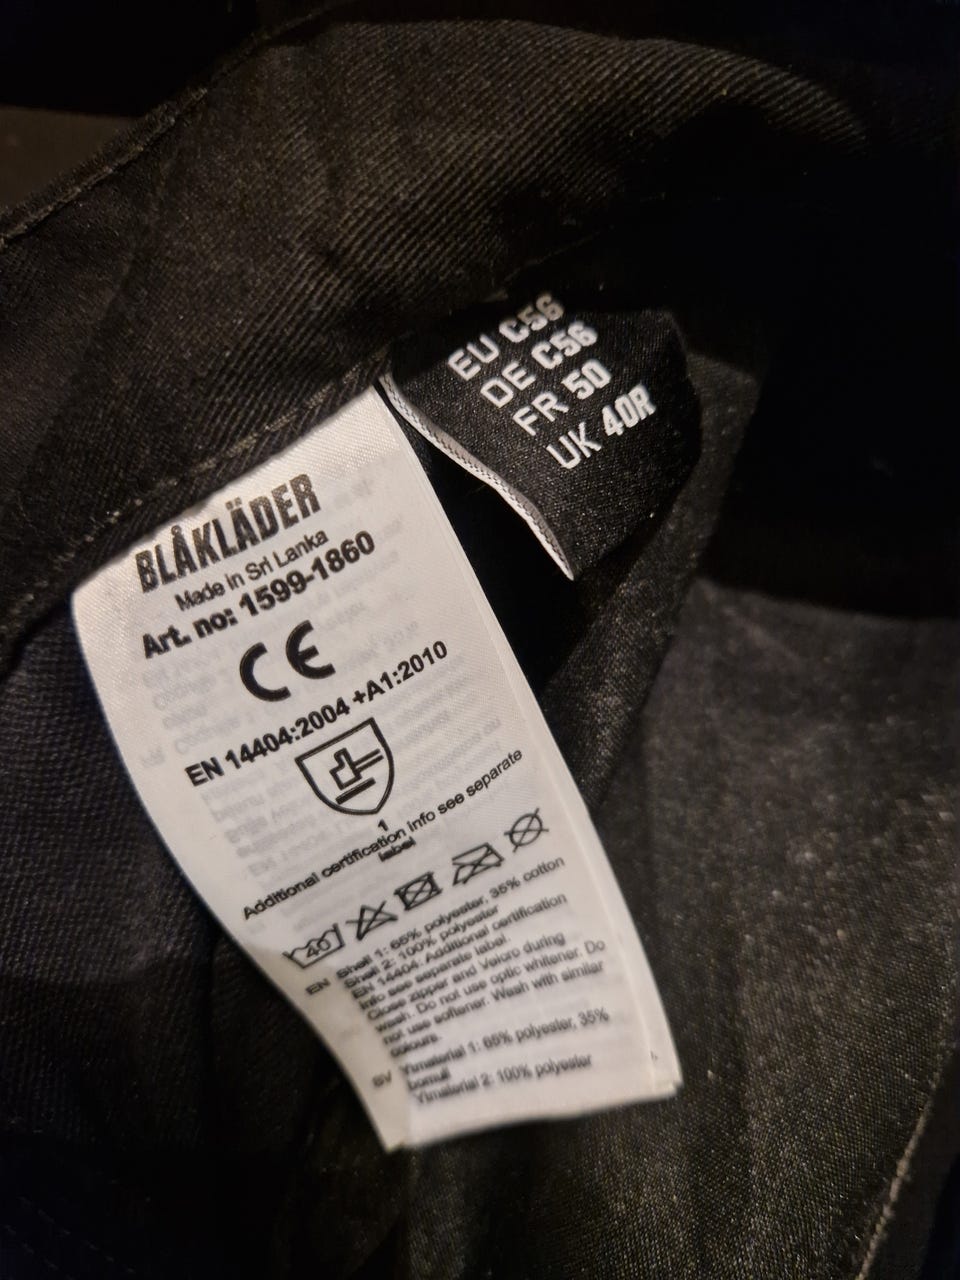 EU C56
DE C56
FR 50
UK 40R
BLÅKLÄDER
Made in Sri Lanka
Art. no: 1599-1860
CE
EN 14404:2004 +A1:2010
1
Additional certification info see separate
label
40
EN Shell 1: 65% polyester, 35% cotton
Shell 2: 100% polyester
EN 14404: Additional certification
info see separate label.
Close zipper and Velcro during
wash. Do not use optic whitener. Do
not use softener. Wash with similar
colours.
SV Ytmaterial 1: 65% polyester, 35%
bomull
Ytmaterial 2: 100% polyester